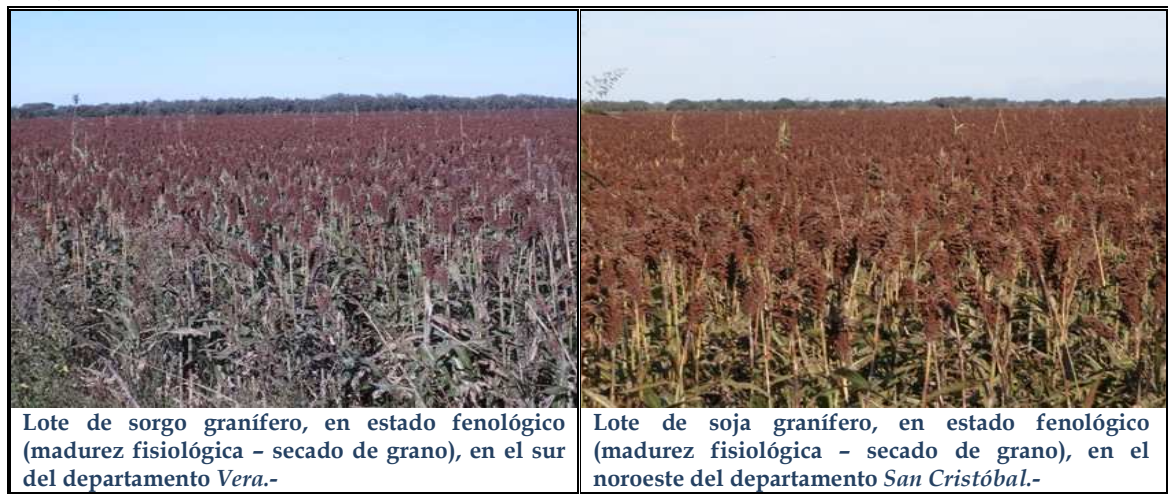 Lote de sorgo granífero, en estado fenológico
(madurez fisiológica – secado de grano), en el sur
del departamento Vera.-
Lote de soja granífero, en estado fenológico
(madurez fisiológica – secado de grano), en el
noroeste del departamento San Cristóbal.-